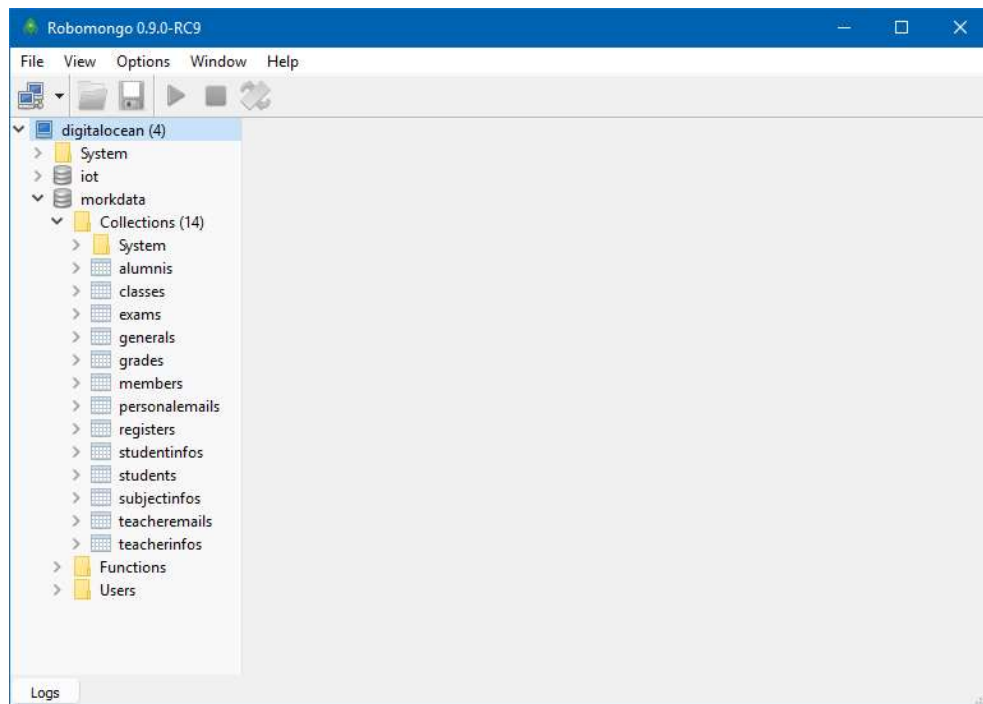 Robomongo 0.9.0-RC9
File View Options Window Help
digitalocean (4)
System
iot
morkdata
Collections (14)
System
alumnis
classes
exams
generals
grades
members
personalemails
registers
studentinfos
students
subjectinfos
teacheremails
teacherinfos
Functions
Users
Logs